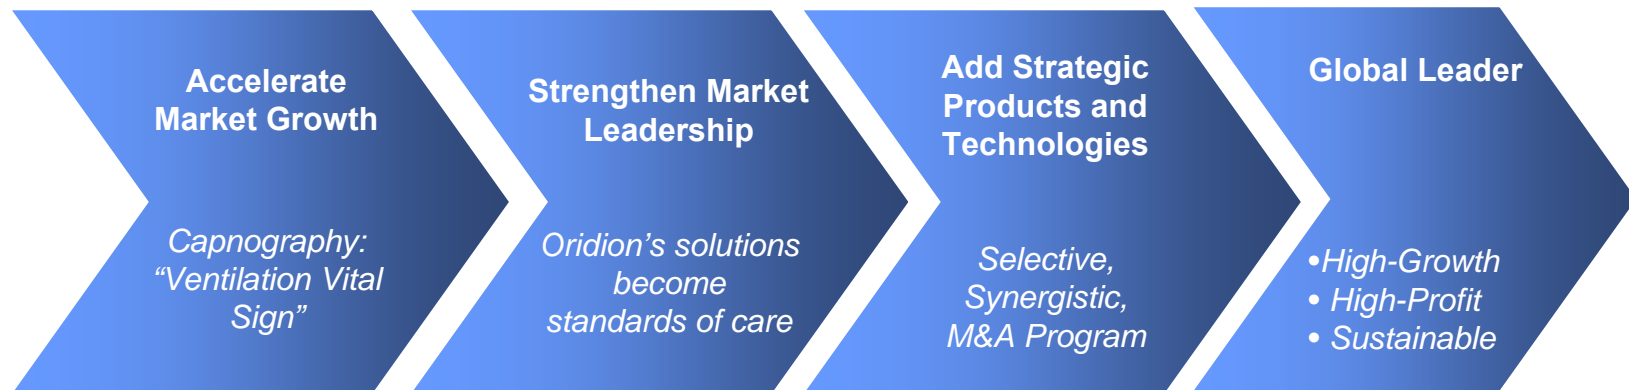 Accelerate
Market Growth
Capnography:
“Ventilation Vital
Sign”
Strengthen Market
Leadership
Oridion’s solutions
become
standards of care
Add Strategic
Products and
Technologies
Selective,
Synergistic,
M&A Program
Global Leader
•High-Growth
• High-Profit
• Sustainable